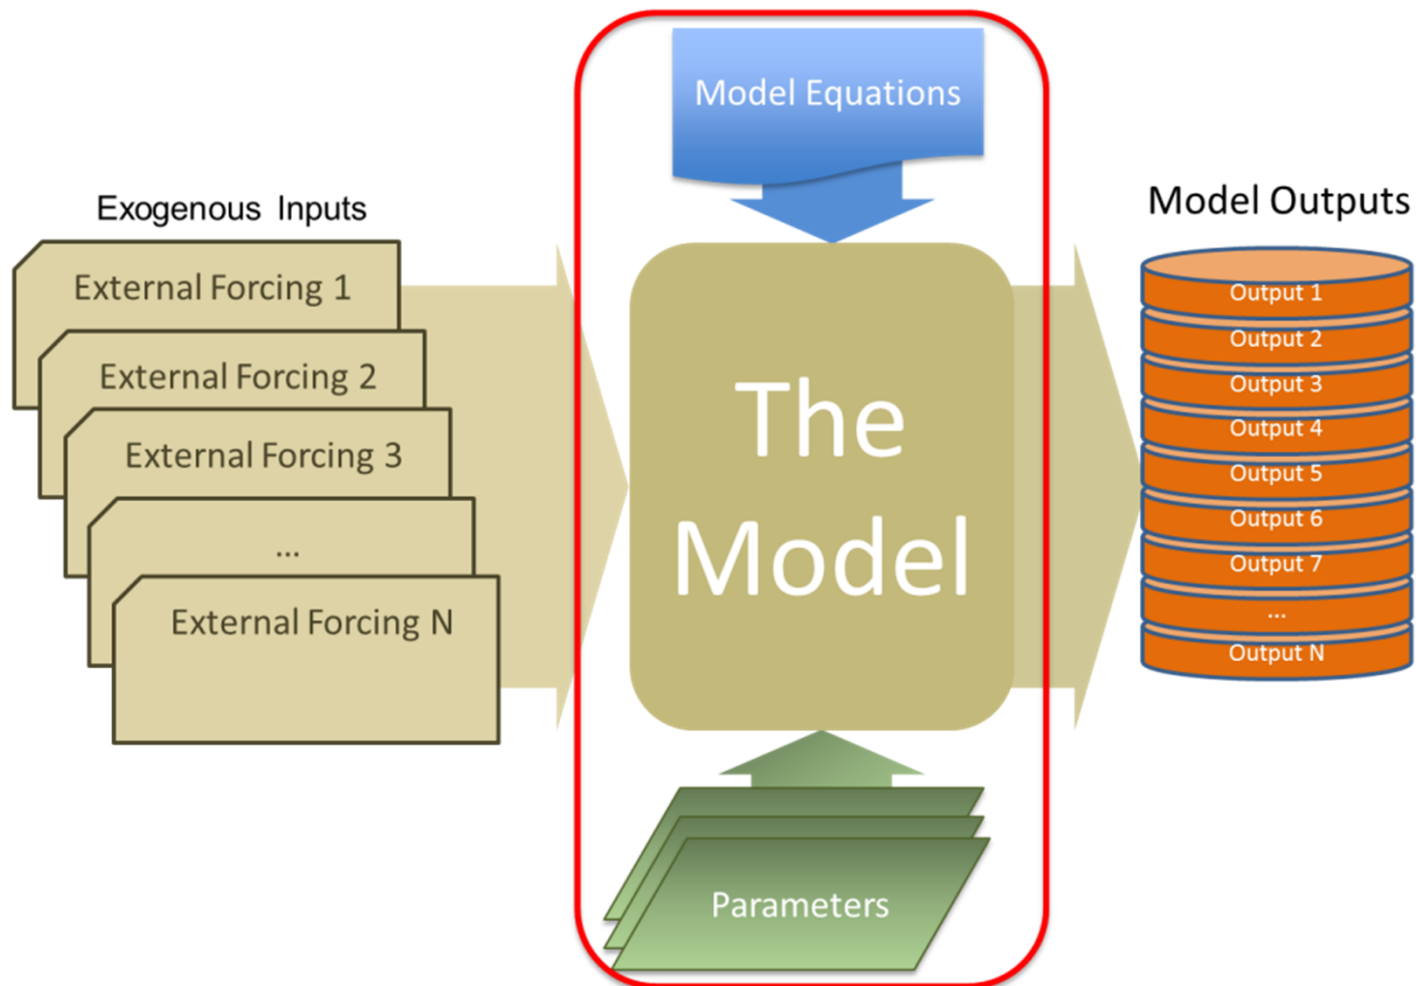 Model Equations
Exogenous Inputs
External Forcing 1
External Forcing 2
External Forcing 3
...
External Forcing N
The
Model
Parameters
Model Outputs
Output 1
Output 2
Output 3
Output 4
Output 5
Output 6
Output 7
...
Output N